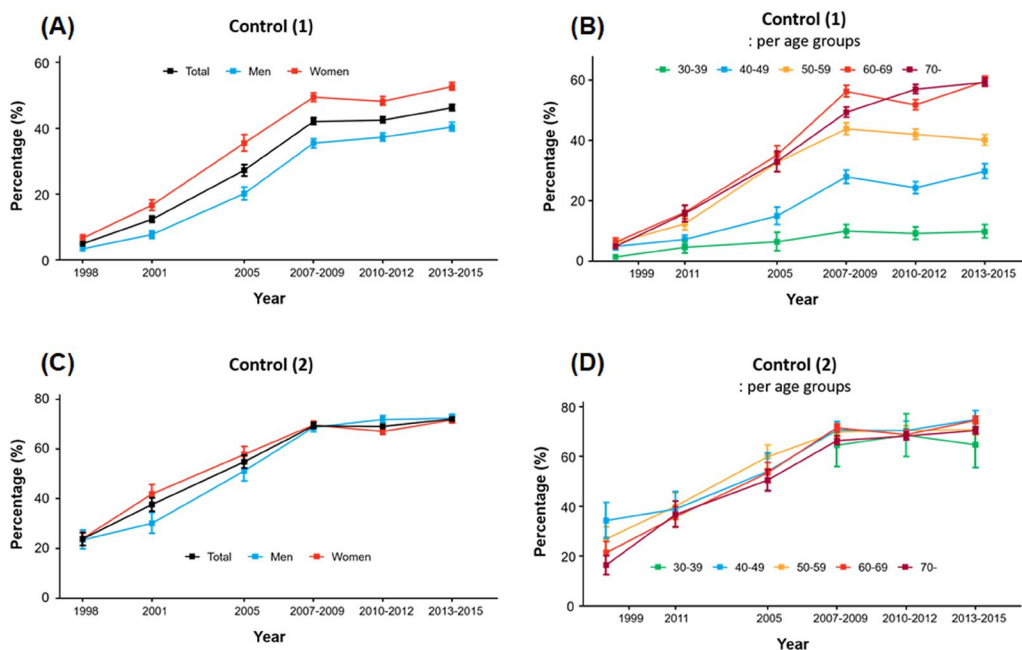 (A)
Control (1)
Total Men Women
Percentage (%)
60
40
20
0
1998 2001 2005 2007-2009 2010-2012 2013-2015
Year
(B)
Control (1)
: per age groups
30-39 40-49 50-59 60-69 70-
Percentage (%)
60
40
20
0
1999 2011 2005 2007-2009 2010-2012 2013-2015
Year
(C)
Control (2)
Percentage (%)
80
60
40
20
0
Total Men Women
1998 2001 2005 2007-2009 2010-2012 2013-2015
Year
(D)
Control (2)
: per age groups
Percentage (%)
80
60
40
20
0
30-39 40-49 50-59 60-69 70-
1999 2011 2005 2007-2009 2010-2012 2013-2015
Year